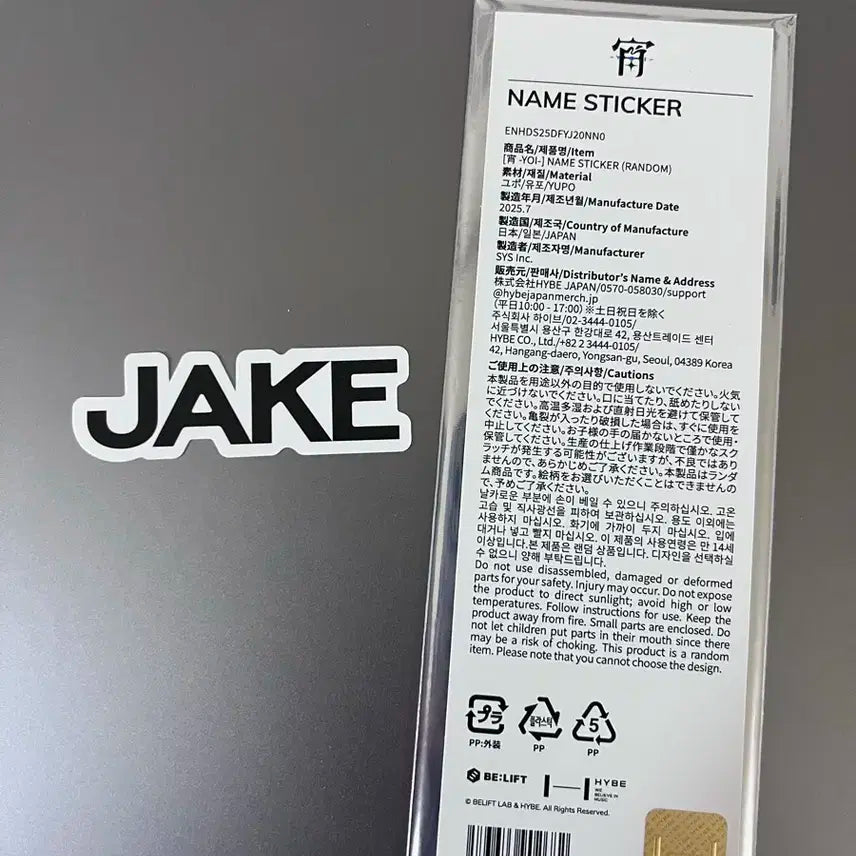 JAKE
宵
NAME STICKER
ENHDS25DFYJ20NN0
商品名/제품명/Item
[宵 -YOI-] NAME STICKER (RANDOM)
素材/재질/Material
ユポ/유포/YUPO
製造年月/제조년월/Manufacture Date
2025.7
製造国/제조국/Country of Manufacture
日本/일본/JAPAN
製造者/제조자명/Manufacturer
SYS Inc.
販売元/판매사/Distributor's Name & Address
株式会社HYBE JAPAN/0570-058030/support
@hybejapanmerch.jp
（平日10:00 - 17:00）※土日祝日を除く
주식회사 하이브/02-3444-0105/
서울특별시 용산구 한강대로 42, 용산트레이드 센터
HYBE CO., Ltd./+82 2 3444-0105/
42, Hangang-daero, Yongsan-gu, Seoul, 04389 Korea
ご使用上の注意/주의사항/Cautions
本製品を用途以外の目的で使用しないでください。火気
に近づけないでください。口に当てたり、舐めたりしない
でください。高温多湿および直射日光を避けて保管して
ください。亀裂が入ったり破損した場合は、すぐに使用を
中止してください。お子様の手の届かないところで使用・
保管してください。生産の仕上げ作業段階で僅かなスク
ラッチが発生する可能性がございますが、不良ではあり
ませんので、あらかじめご了承ください。本製品はランダ
ム商品です。絵柄をお選びいただくことはできませんの
で、予めご了承ください。
날카로운 부분에 손이 베일 수 있으니 주의하십시오. 고온
고습 및 직사광선을 피하여 보관하십시오. 용도 이외에는
사용하지 마십시오. 화기에 가까이 두지 마십시오. 입에
대거나 넣고 빨지 마십시오. 이 제품의 사용연령은 만 14세
이상입니다.본 제품은 랜덤 상품입니다. 디자인을 선택하실
수 없으니 양해 부탁드립니다.
Do not use disassembled, damaged or deformed
parts for your safety. Injury may occur. Do not expose
the product to direct sunlight; avoid high or low
temperatures. Follow instructions for use. Keep the
product away from fire. Small parts are enclosed. Do
not let children put parts in their mouth since there
may be a risk of choking. This product is a random
item. Please note that you cannot choose the design.
プラ 플라스틱 5
PP:外装 PP PP
BE:LIFT HYBE
WE
BELIEVE IN
MUSIC
© BELIFT LAB & HYBE. All Rights Reserved.